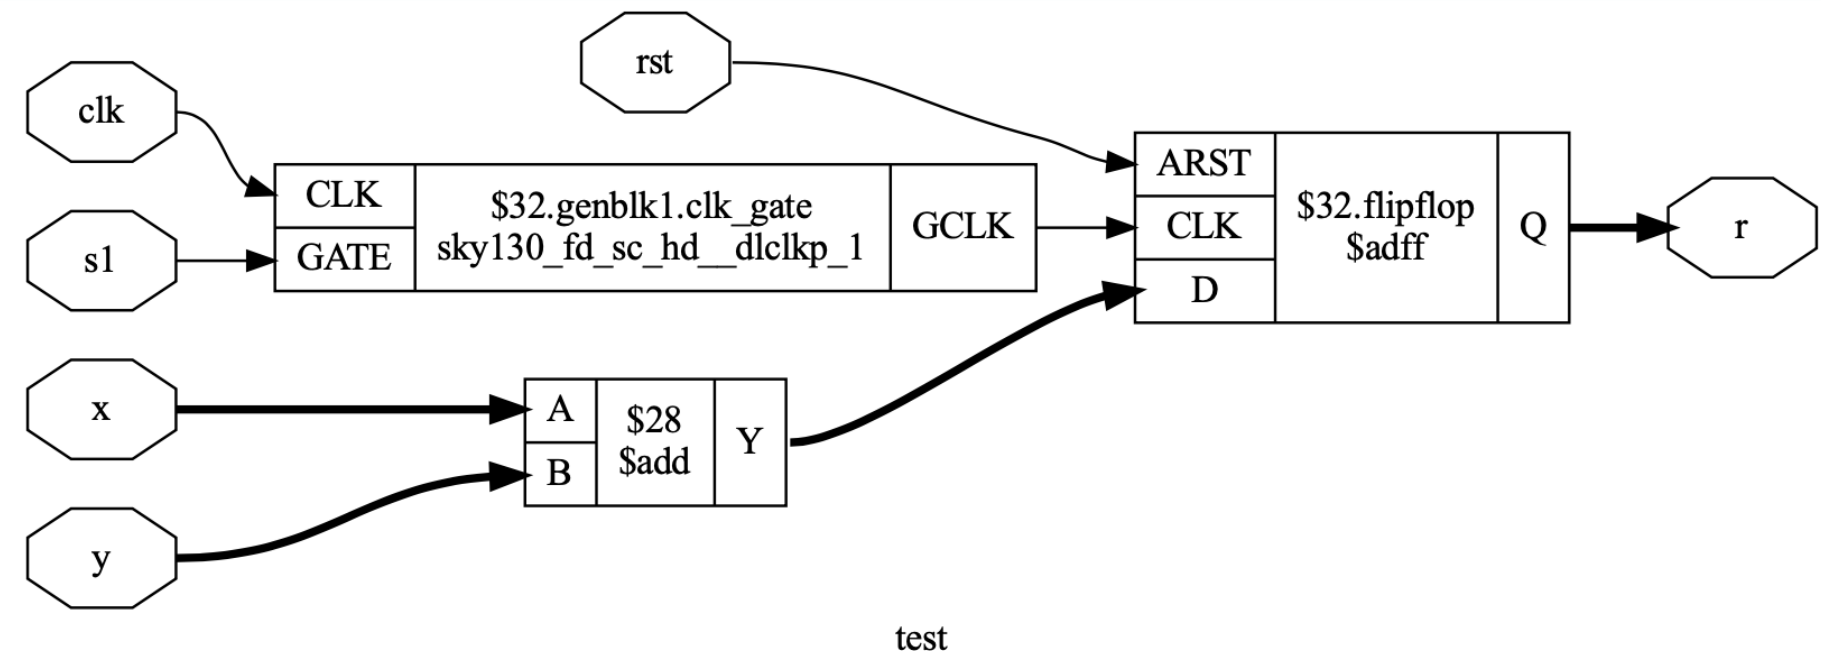 rst
clk
s1
x
y
CLK
GATE
$32.genblk1.clk_gate
sky130_fd_sc_hd__dlclkp_1
GCLK
A
B
$28
$add
Y
ARST
CLK
D
$32.flipflop
$adff
Q
r
test